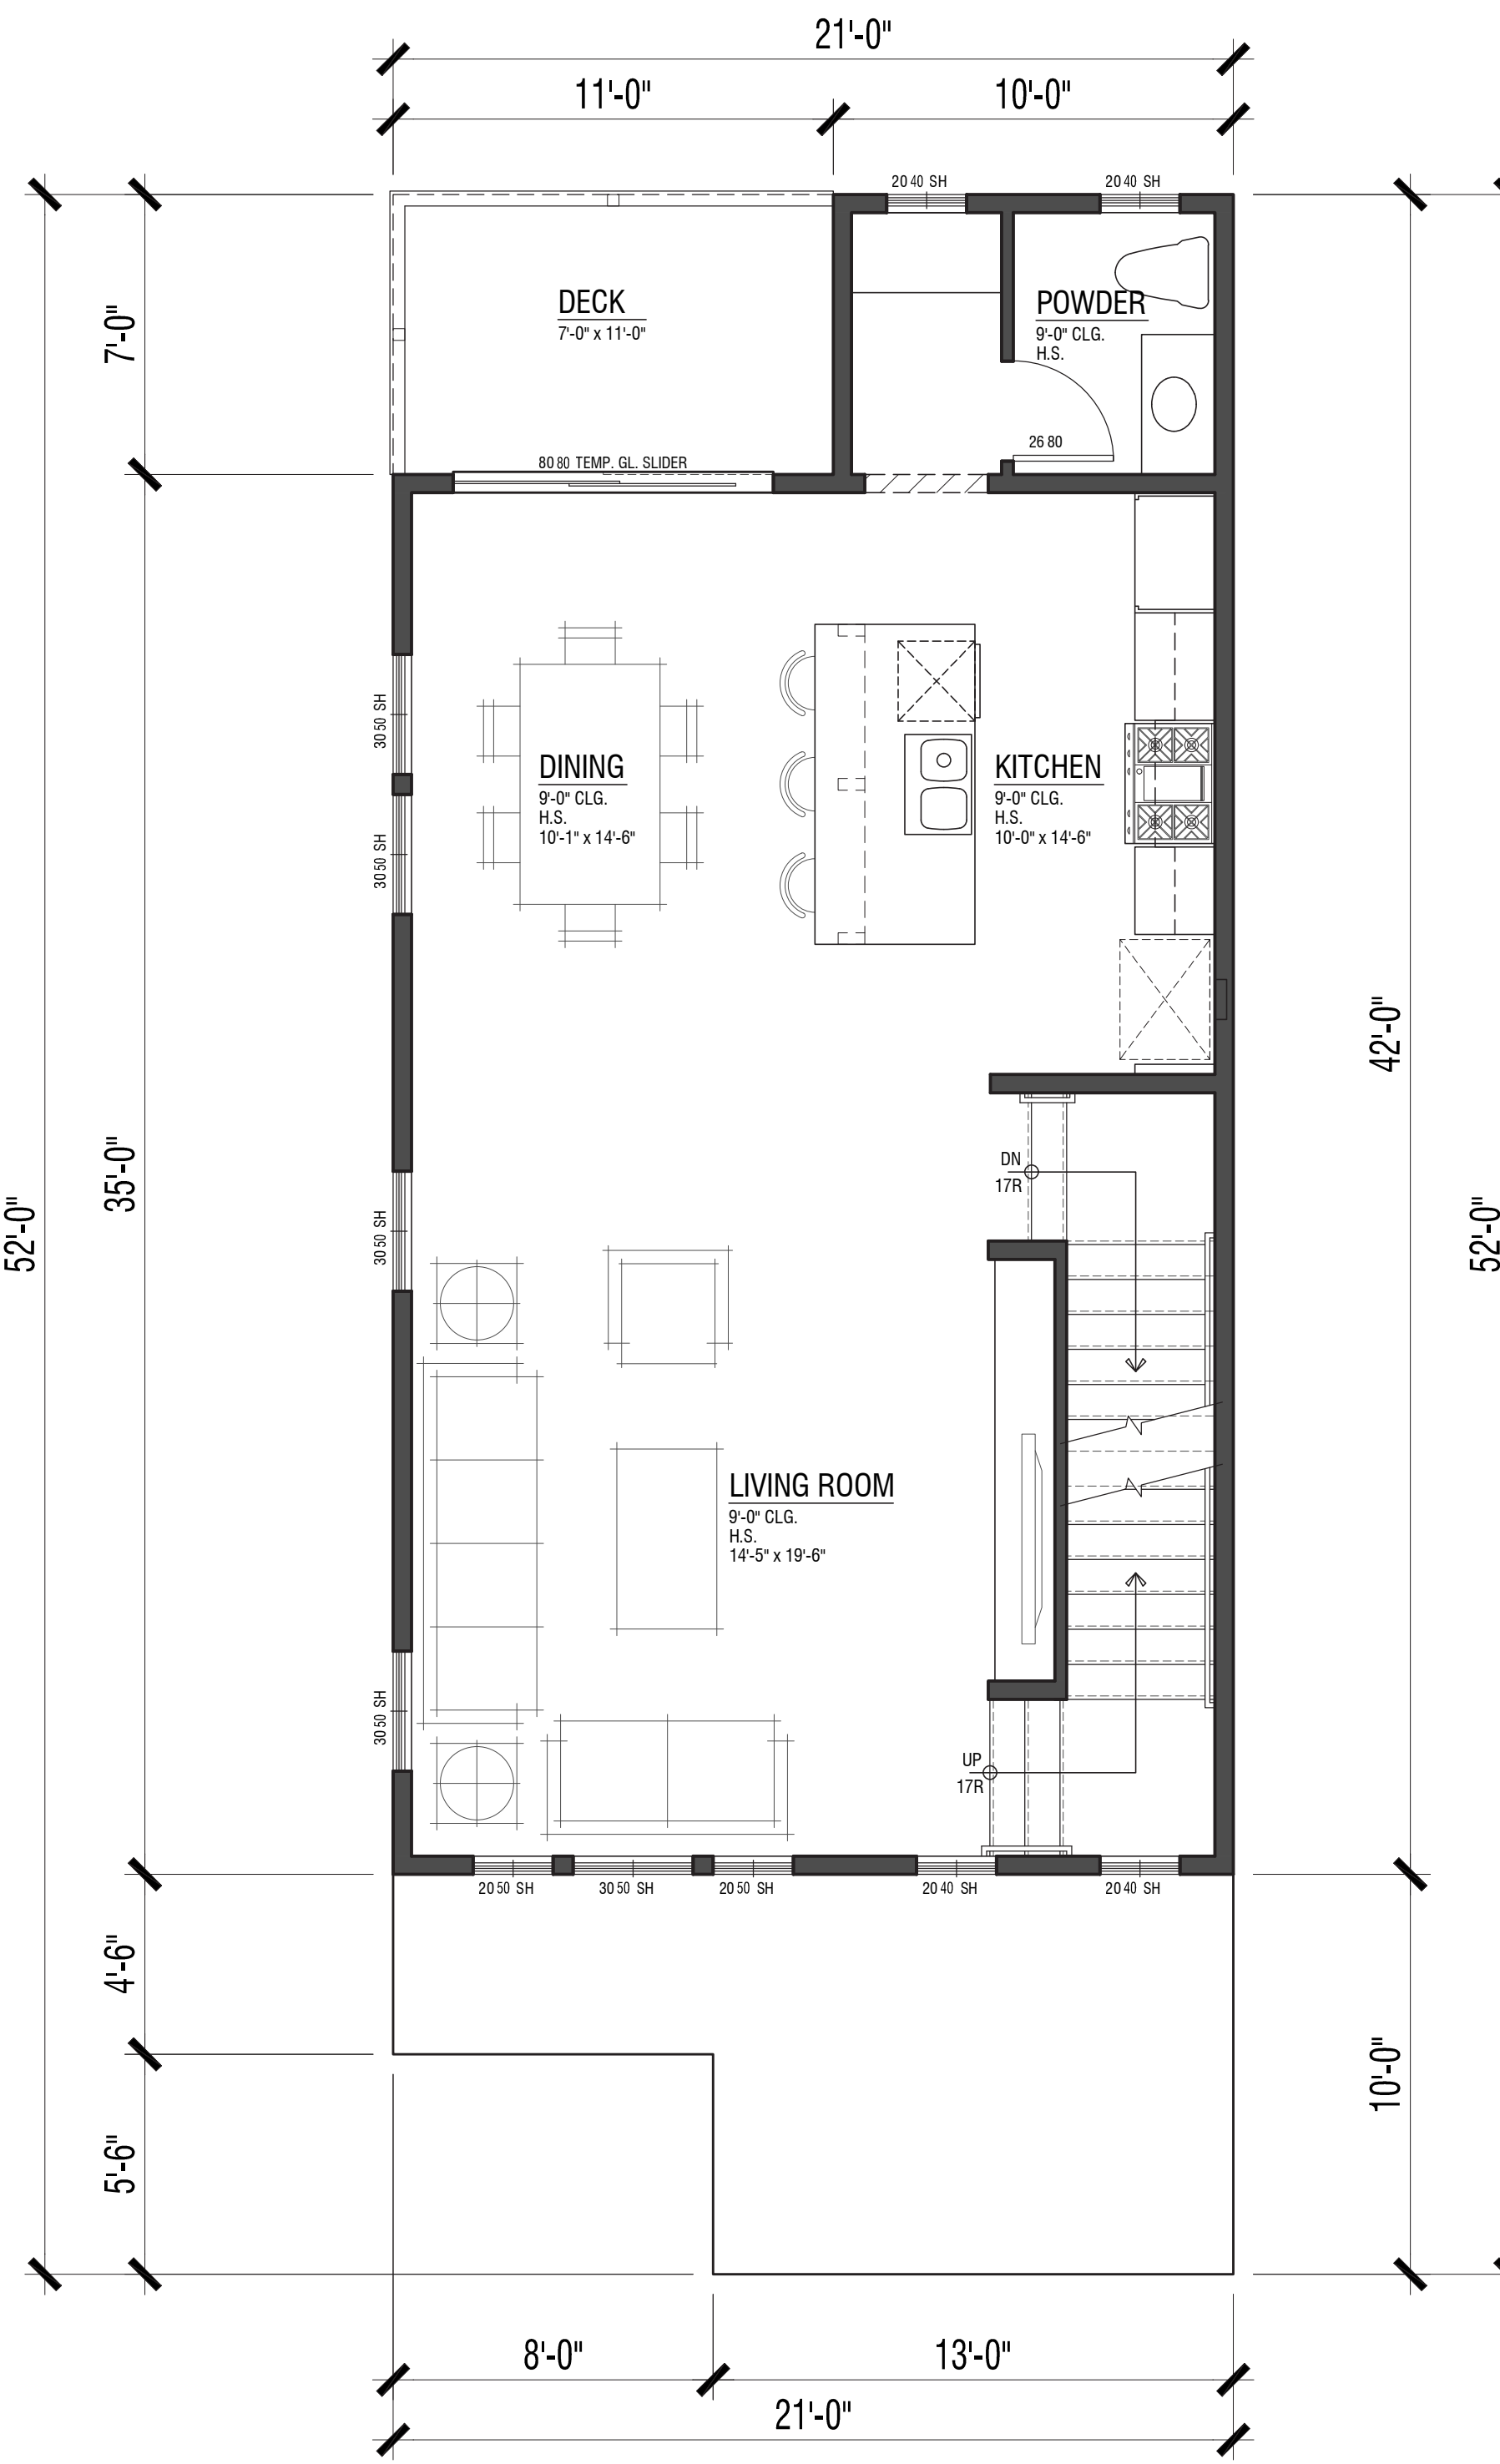 21'-0"
11'-0"
10'-0"
20 40 SH
20 40 SH
DECK
7'-0" x 11'-0"
POWDER
9'-0" CLG.
H.S.
7'-0"
26 80
80 80 TEMP. GL. SLIDER
30 50 SH
DINING
9'-0" CLG.
H.S.
10'-1" x 14'-6"
KITCHEN
9'-0" CLG.
H.S.
10'-0" x 14'-6"
30 50 SH
42'-0"
35'-0"
52'-0"
52'-0"
DN
17R
30 50 SH
LIVING ROOM
9'-0" CLG.
H.S.
14'-5" x 19'-6"
30 50 SH
UP
17R
20 50 SH
30 50 SH
20 50 SH
20 40 SH
20 40 SH
4'-6"
10'-0"
5'-6"
8'-0"
13'-0"
21'-0"